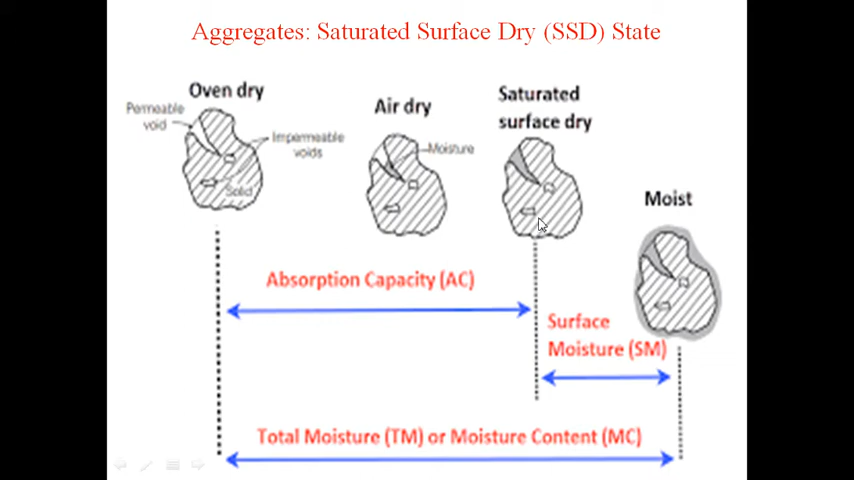 Aggregates: Saturated Surface Dry (SSD) State
Oven dry
Permeable
void
Impermeable
voids
Solid
Air dry
Moisture
Saturated
surface dry
Moist
Absorption Capacity (AC)
Surface
Moisture (SM)
Total Moisture (TM) or Moisture Content (MC)